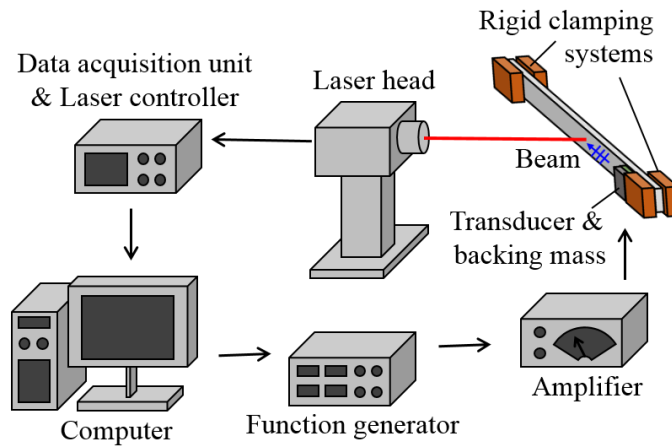 Rigid clamping
systems
Data acquisition unit
& Laser controller
Laser head
Beam
Transducer &
backing mass
Computer
Function generator
Amplifier